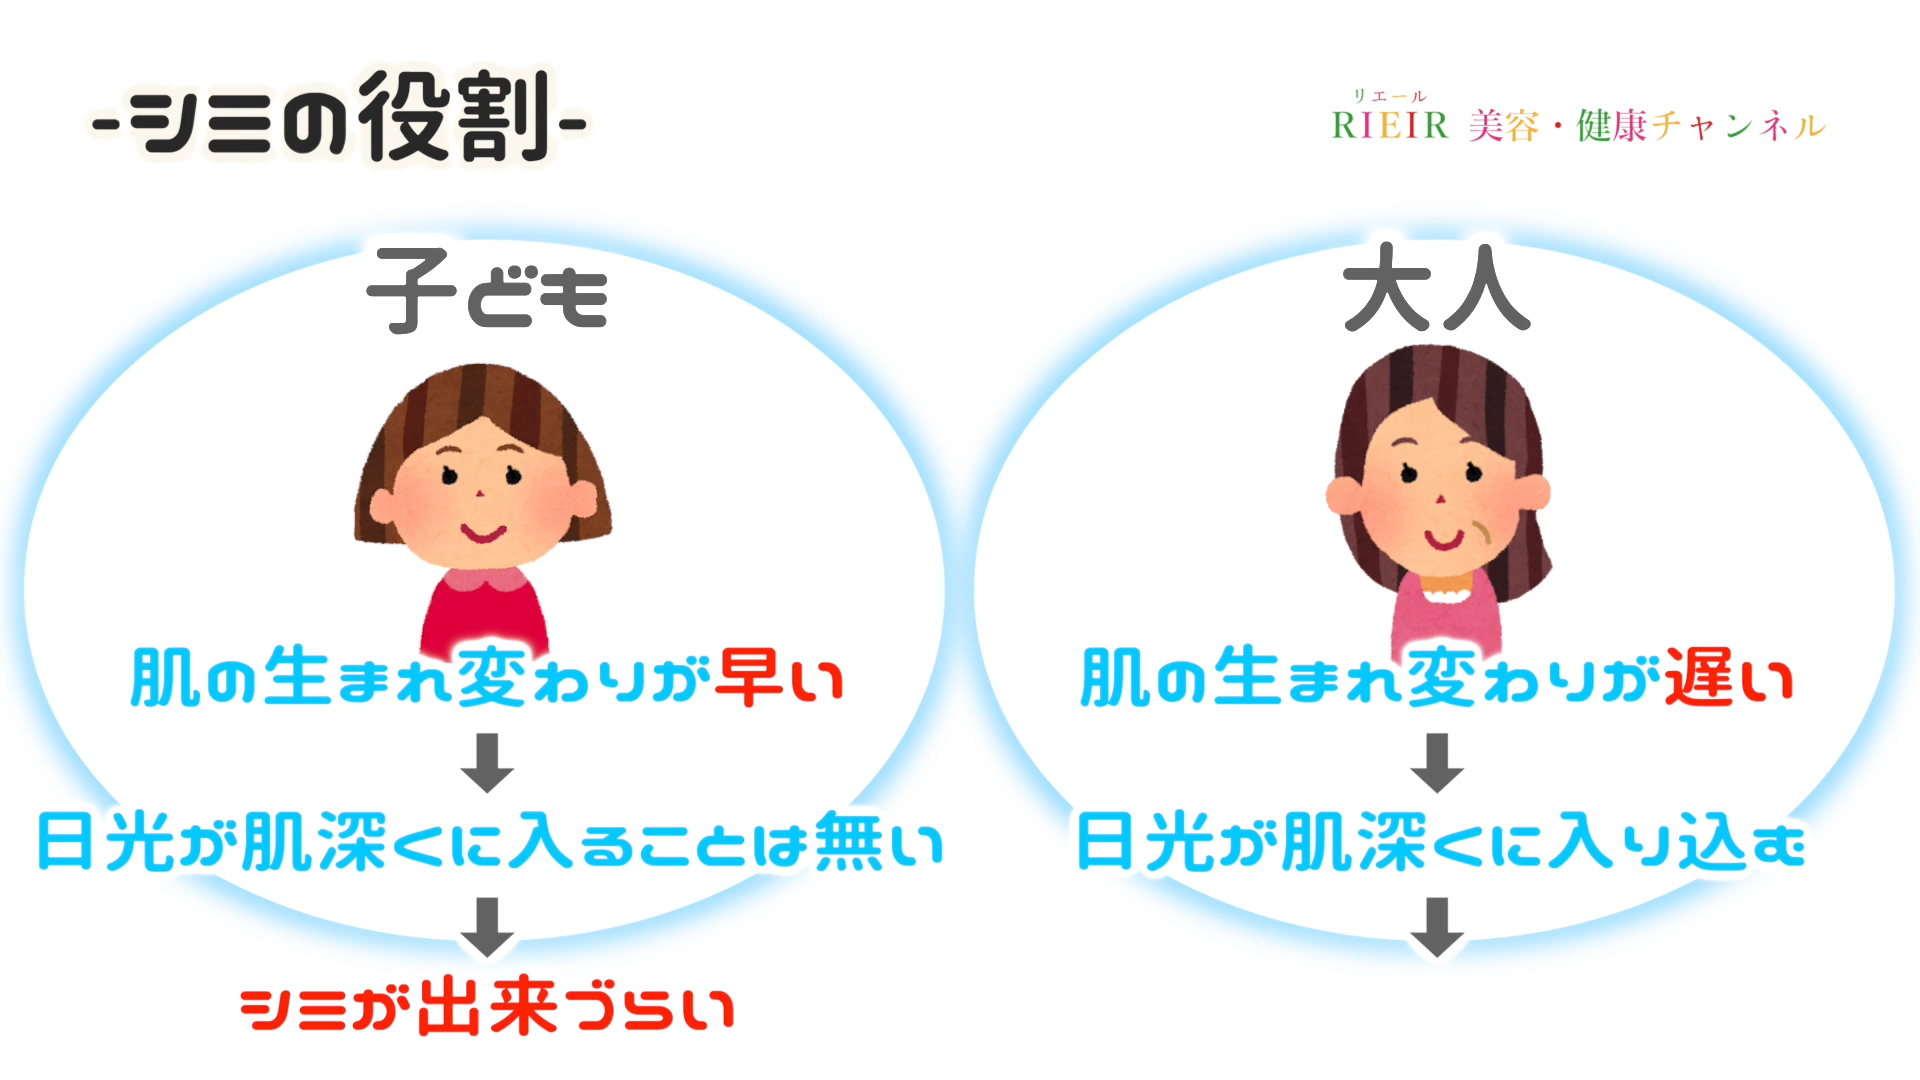 -シミの役割-
リエール
RIEIR 美容・健康チャンネル
子ども
肌の生まれ変わりが早い
日光が肌深くに入ることは無い
シミが出来づらい
大人
肌の生まれ変わりが遅い
日光が肌深くに入り込む